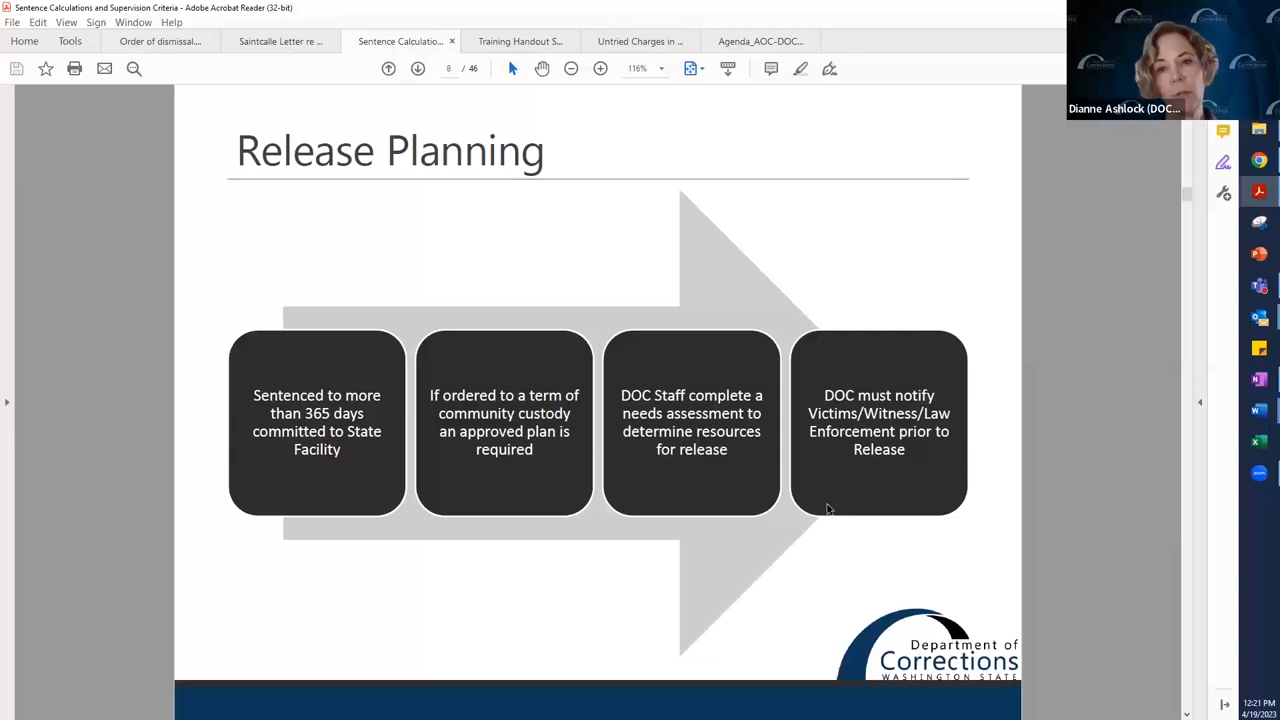 Sentence Calculations and Supervision Criteria - Adobe Acrobat Reader (32-bit)
File Edit View Sign Window Help
Home Tools Order of dismissal... Saintcalle Letter re ... Sentence Calculatio... × Training Handout S... Untried Charges in ... Agenda_AOC-DOC...
8 / 46 116%
Corrections
Dianne Ashlock (DOC...
Release Planning
Sentenced to more
than 365 days
committed to State
Facility
If ordered to a term of
community custody
an approved plan is
required
DOC Staff complete a
needs assessment to
determine resources
for release
DOC must notify
Victims/Witness/Law
Enforcement prior to
Release
Department of
Corrections
WASHINGTON STATE
12:21 PM
4/19/2023